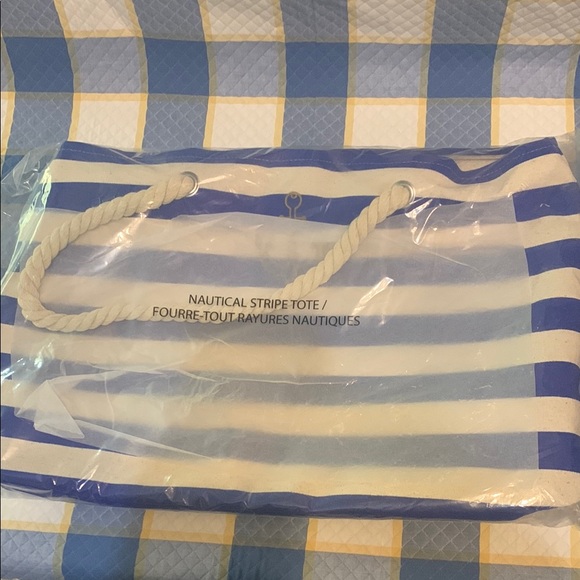 NAUTICAL STRIPE TOTE /
FOURRE-TOUT RAYURES NAUTIQUES